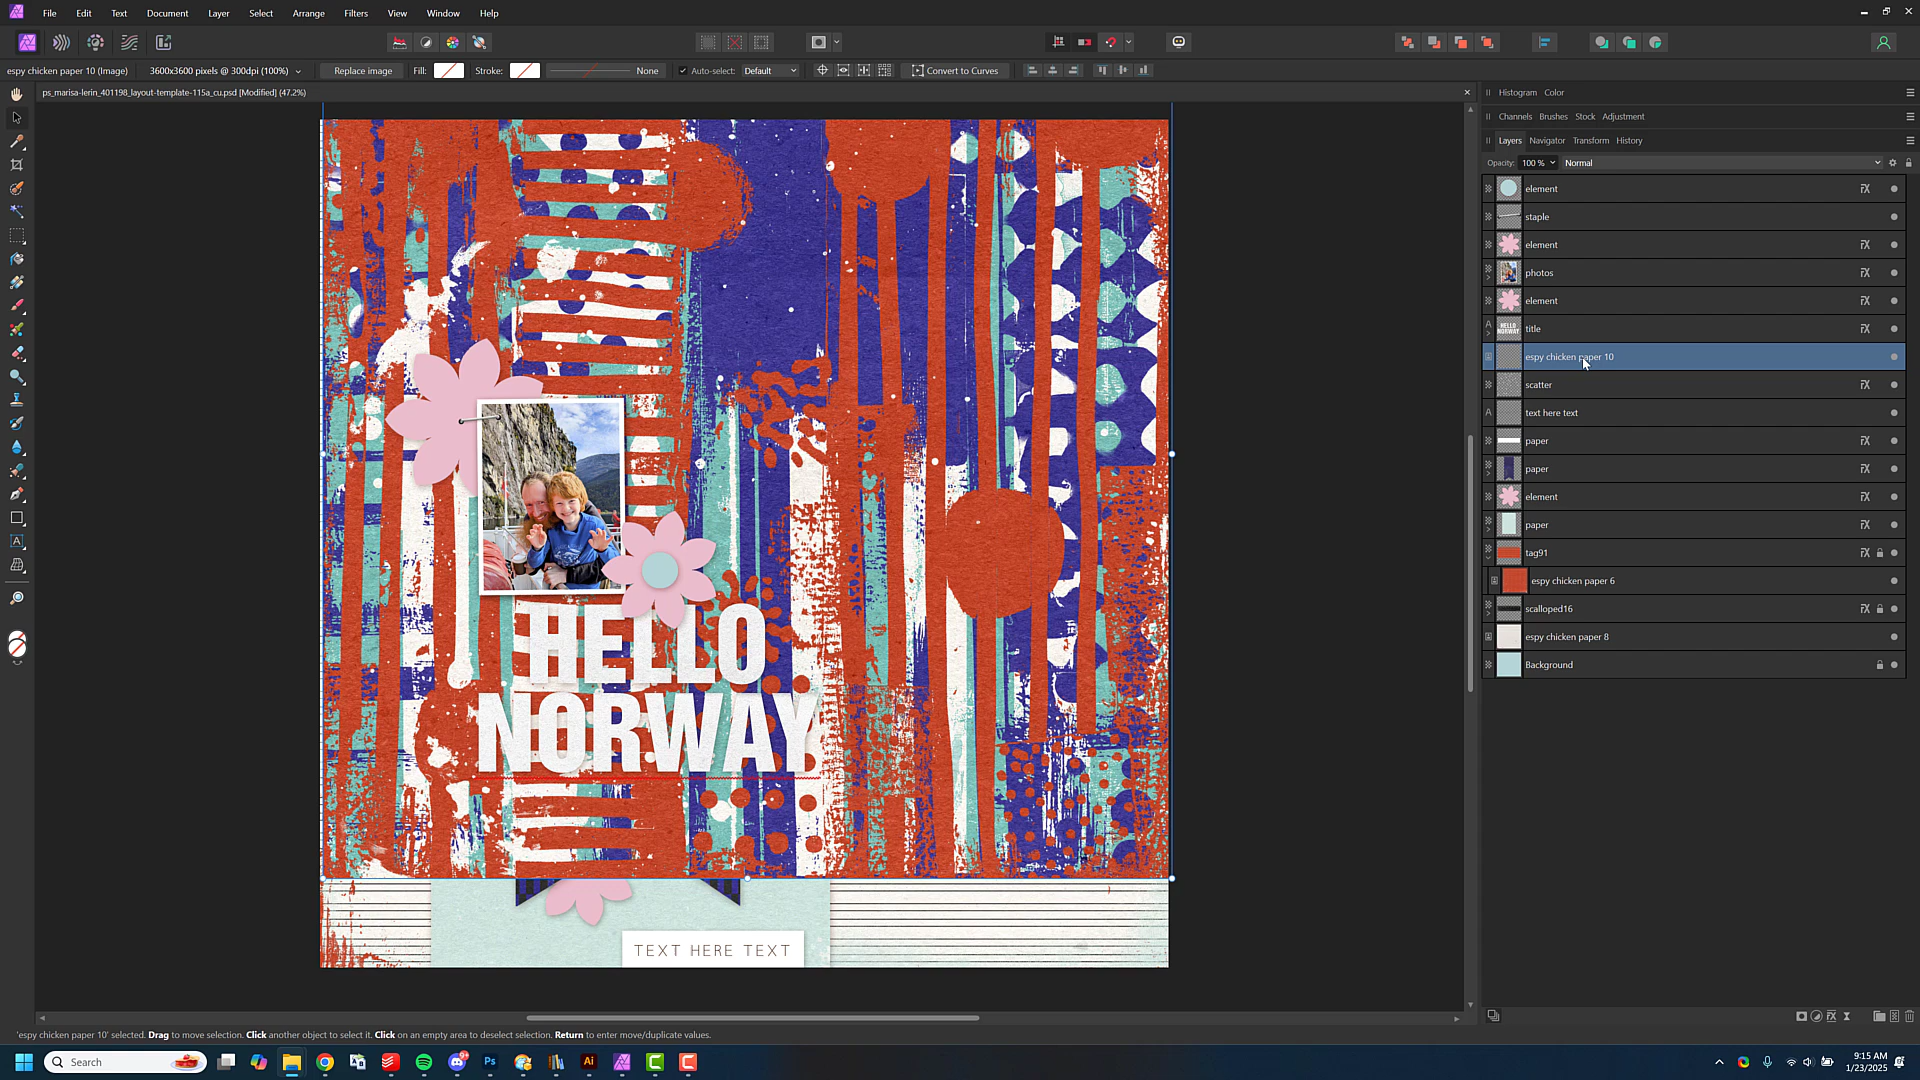 File Edit Text Document Layer Select Arrange Filters View Window Help
espy chicken paper 10 (Image) 3600x3600 pixels @ 300dpi (100%) Replace image Fill: Stroke: None Auto-select: Default Convert to Curves
ps_marisa-lerin_401198_layout-template-115a_cu.psd [Modified] (47.2%)
Histogram Color
Channels Brushes Stock Adjustment
Layers Navigator Transform History
Opacity: 100 % Normal
element
staple
element
photos
element
title
espy chicken paper 10
scatter
text here text
paper
paper
element
paper
tag91
espy chicken paper 6
scalloped16
espy chicken paper 8
Background
HELLO
NORWAY
TEXT HERE TEXT
'espy chicken paper 10' selected. Drag to move selection. Click another object to select it. Click on an empty area to deselect selection. Return to enter move/duplicate values.
Search
9:15 AM
1/23/2025